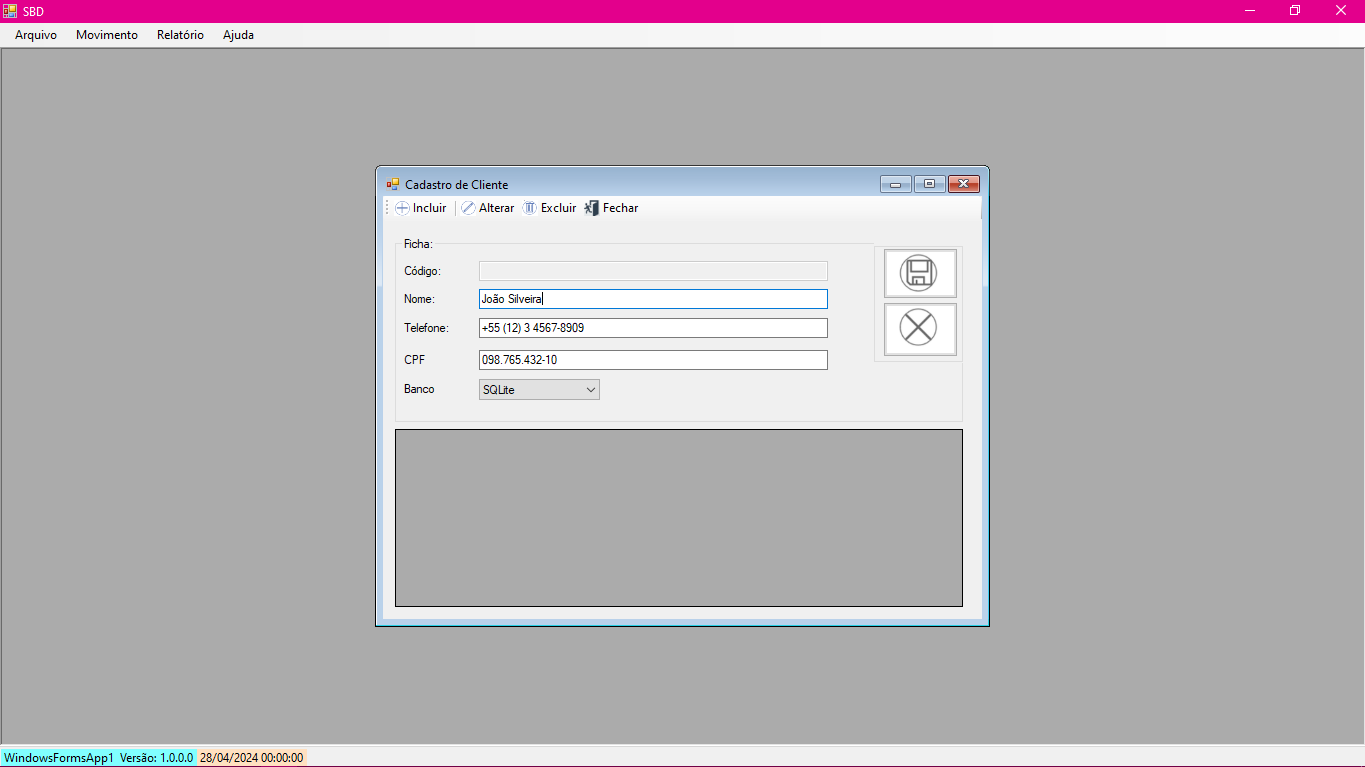 SBD
Arquivo Movimento Relatório Ajuda
Cadastro de Cliente
Incluir Alterar Excluir Fechar
Ficha:
Código:
Nome: João Silveira
Telefone: +55 (12) 3 4567-8909
CPF 098.765.432-10
Banco SQLite
WindowsFormsApp1 Versão: 1.0.0.0 28/04/2024 00:00:00